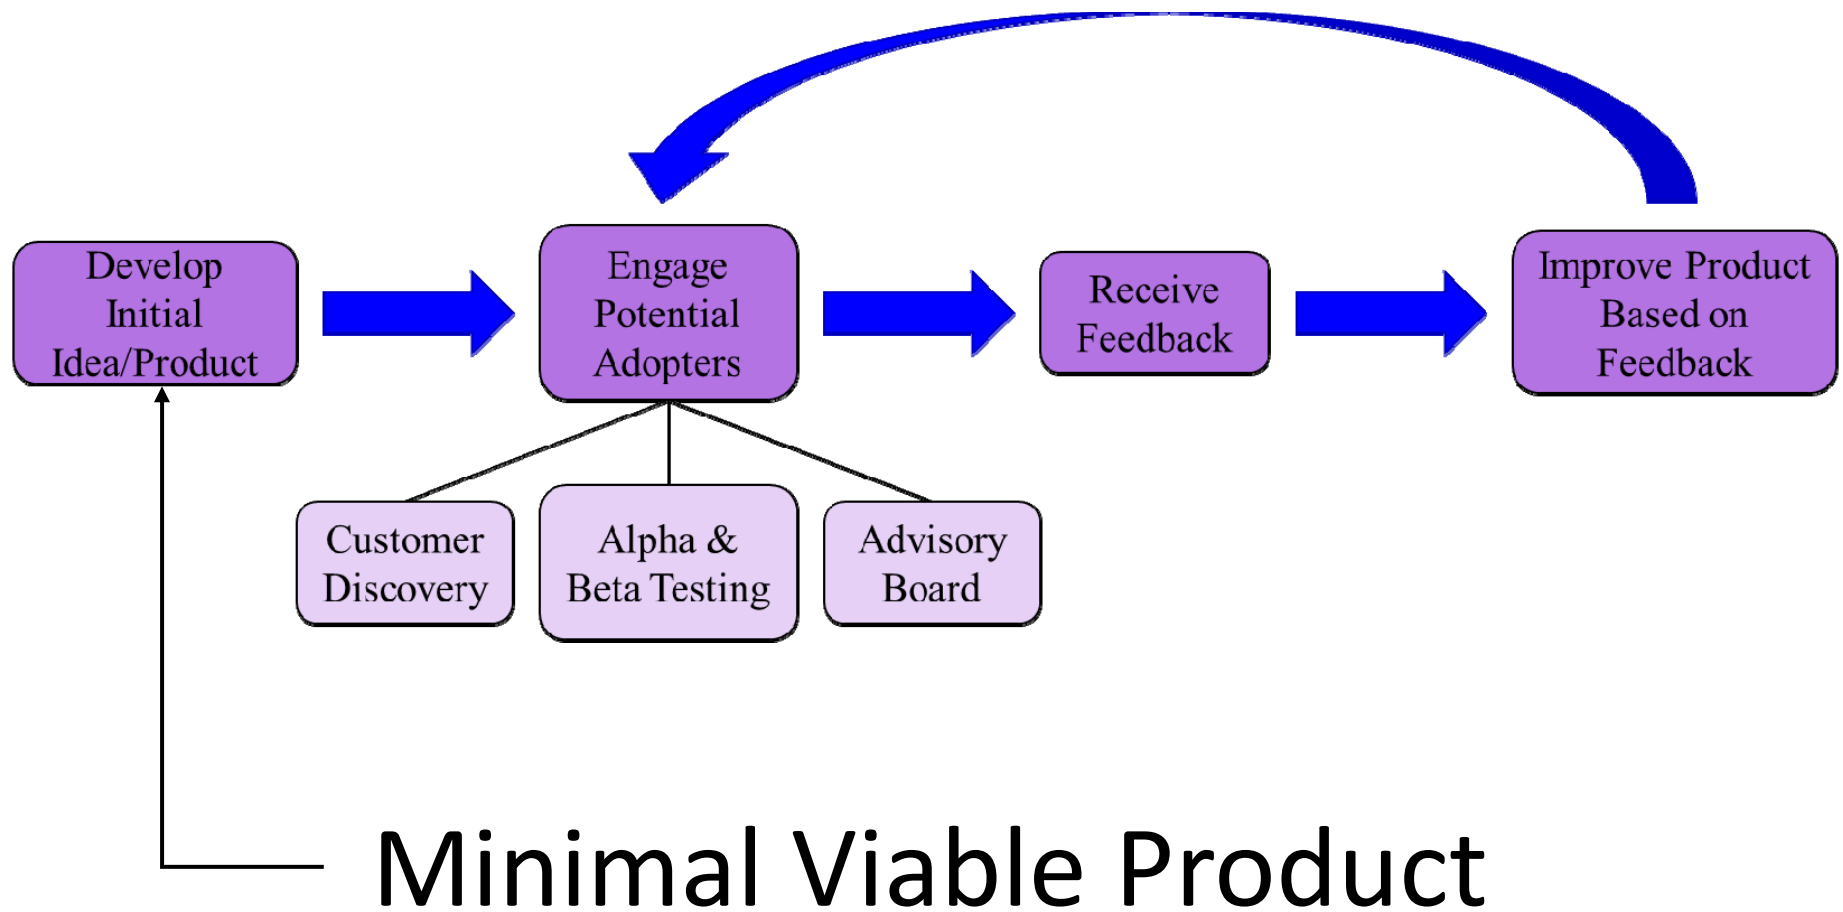 Develop
Initial
Idea/Product
Engage
Potential
Adopters
Receive
Feedback
Improve Product
Based on
Feedback
Customer
Discovery
Alpha &
Beta Testing
Advisory
Board
Minimal Viable Product